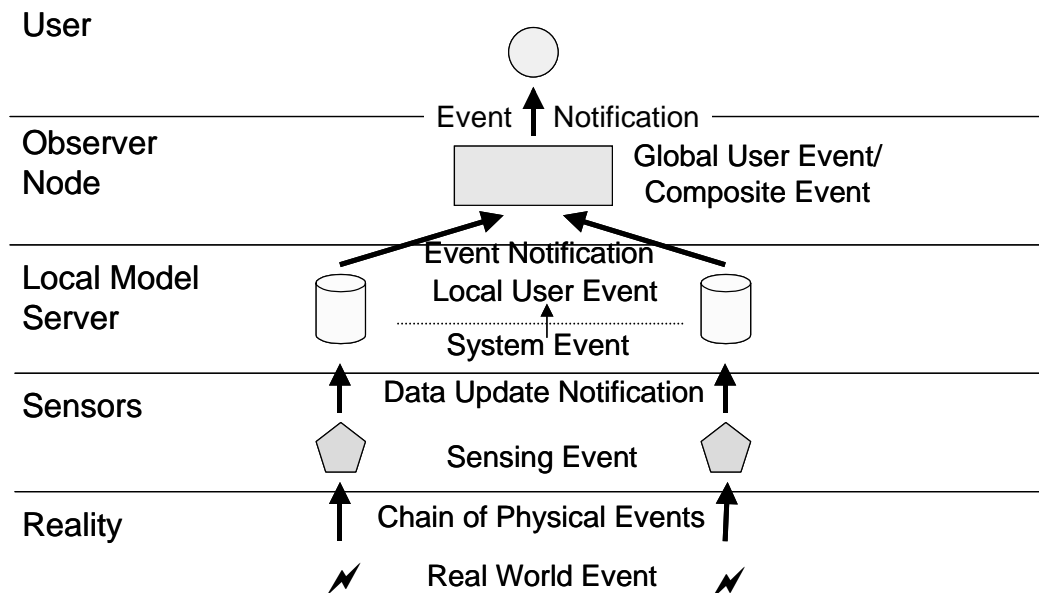 User
Event Notification
Observer
Node
Global User Event/
Composite Event
Event Notification
Local Model
Server
Local User Event
System Event
Data Update Notification
Sensors
Sensing Event
Reality
Chain of Physical Events
Real World Event